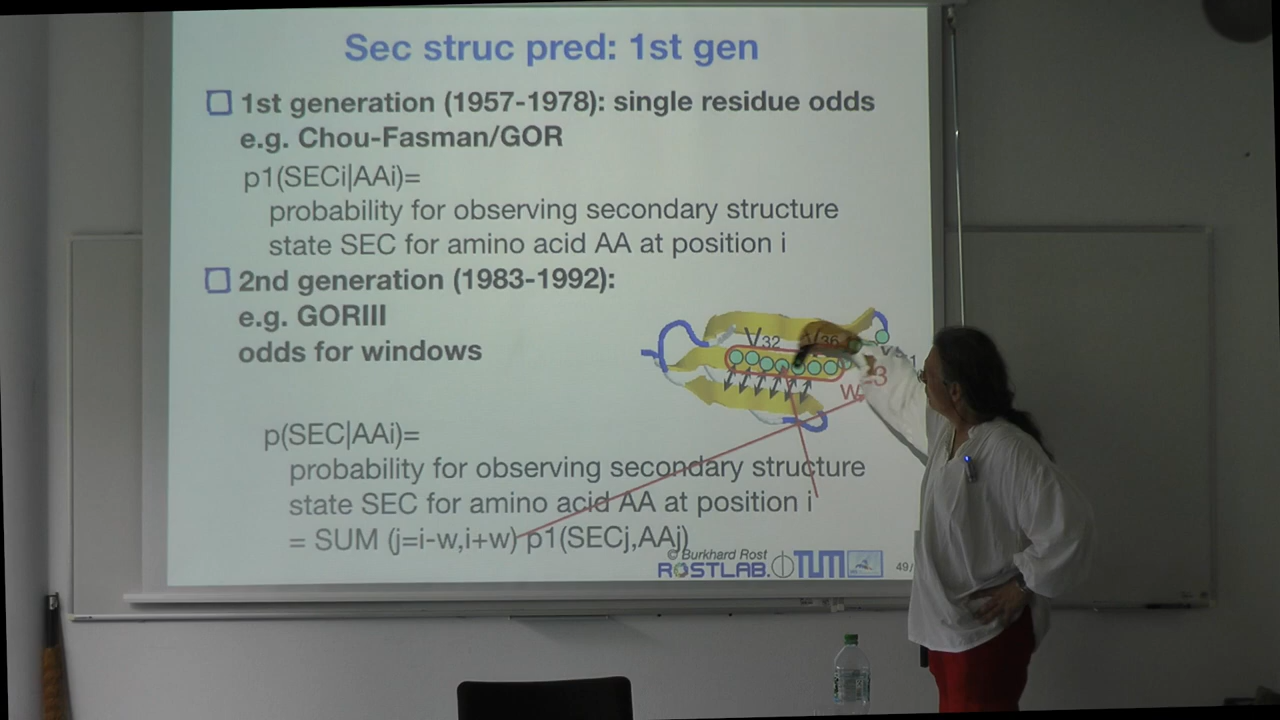 Sec struc pred: 1st gen
1st generation (1957-1978): single residue odds
e.g. Chou-Fasman/GOR
p1(SECi|AAi)=
probability for observing secondary structure
state SEC for amino acid AA at position i
2nd generation (1983-1992):
e.g. GORIII
odds for windows
V32
V36
p(SEC|AAi)=
probability for observing secondary structure
state SEC for amino acid AA at position i
= SUM (j=i-w,i+w) p1(SECj,AAj)
© Burkhard Rost
ROSTLAB. TUM
49/